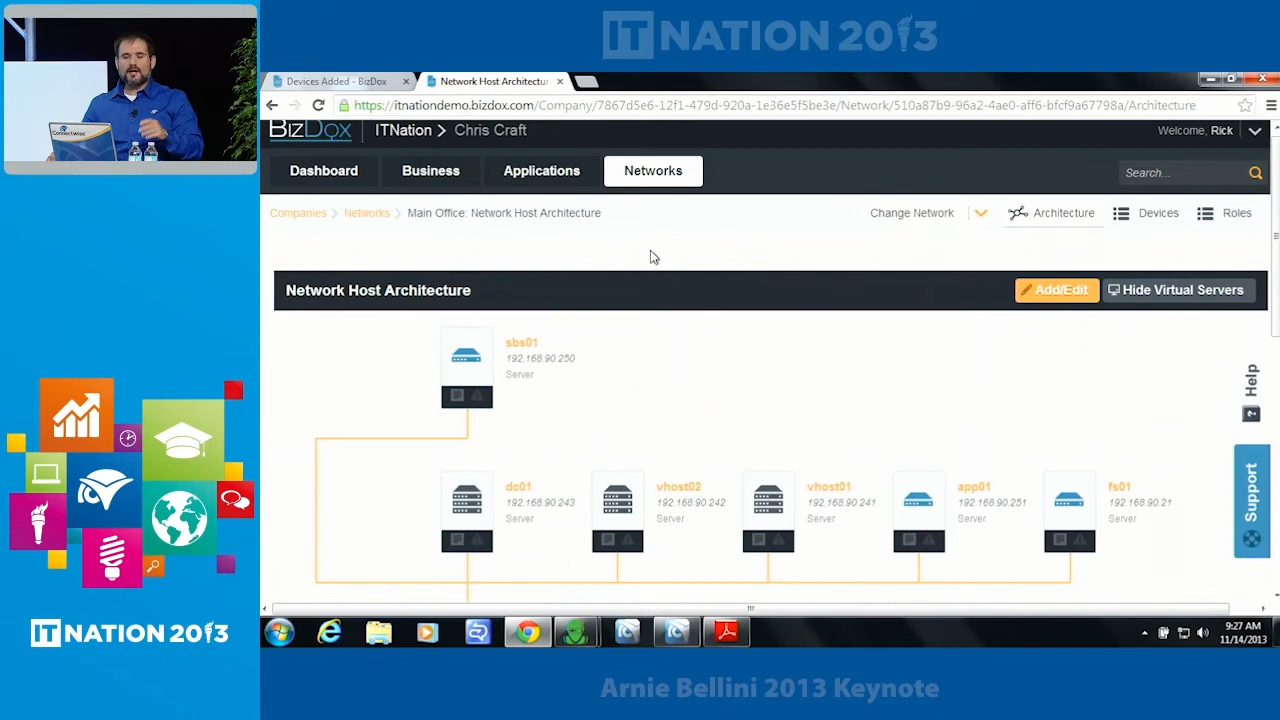 IT NATION 2013
Devices Added - BizDox
Network Host Architectur
https://itnationdemo.bizdox.com/Company/7867d5e6-12f1-479d-920a-1e36e5f5be3e/Network/510a87b9-96a2-4ae0-aff6-bfcf9a67798a/Architecture
BizDox
ITNation > Chris Craft
Welcome, Rick
Dashboard
Business
Applications
Networks
Search...
Companies
Networks
Main Office: Network Host Architecture
Change Network
Architecture
Devices
Roles
Network Host Architecture
Add/Edit
Hide Virtual Servers
sbs01
192.168.90.250
Server
Help
dc01
192.168.90.243
Server
vhost02
192.168.90.242
Server
vhost01
192.168.90.241
Server
app01
192.168.90.251
Server
fs01
192.168.90.21
Server
Support
9:27 AM
11/14/2013
ConnectWise
IT NATION 2013
Arnie Bellini 2013 Keynote